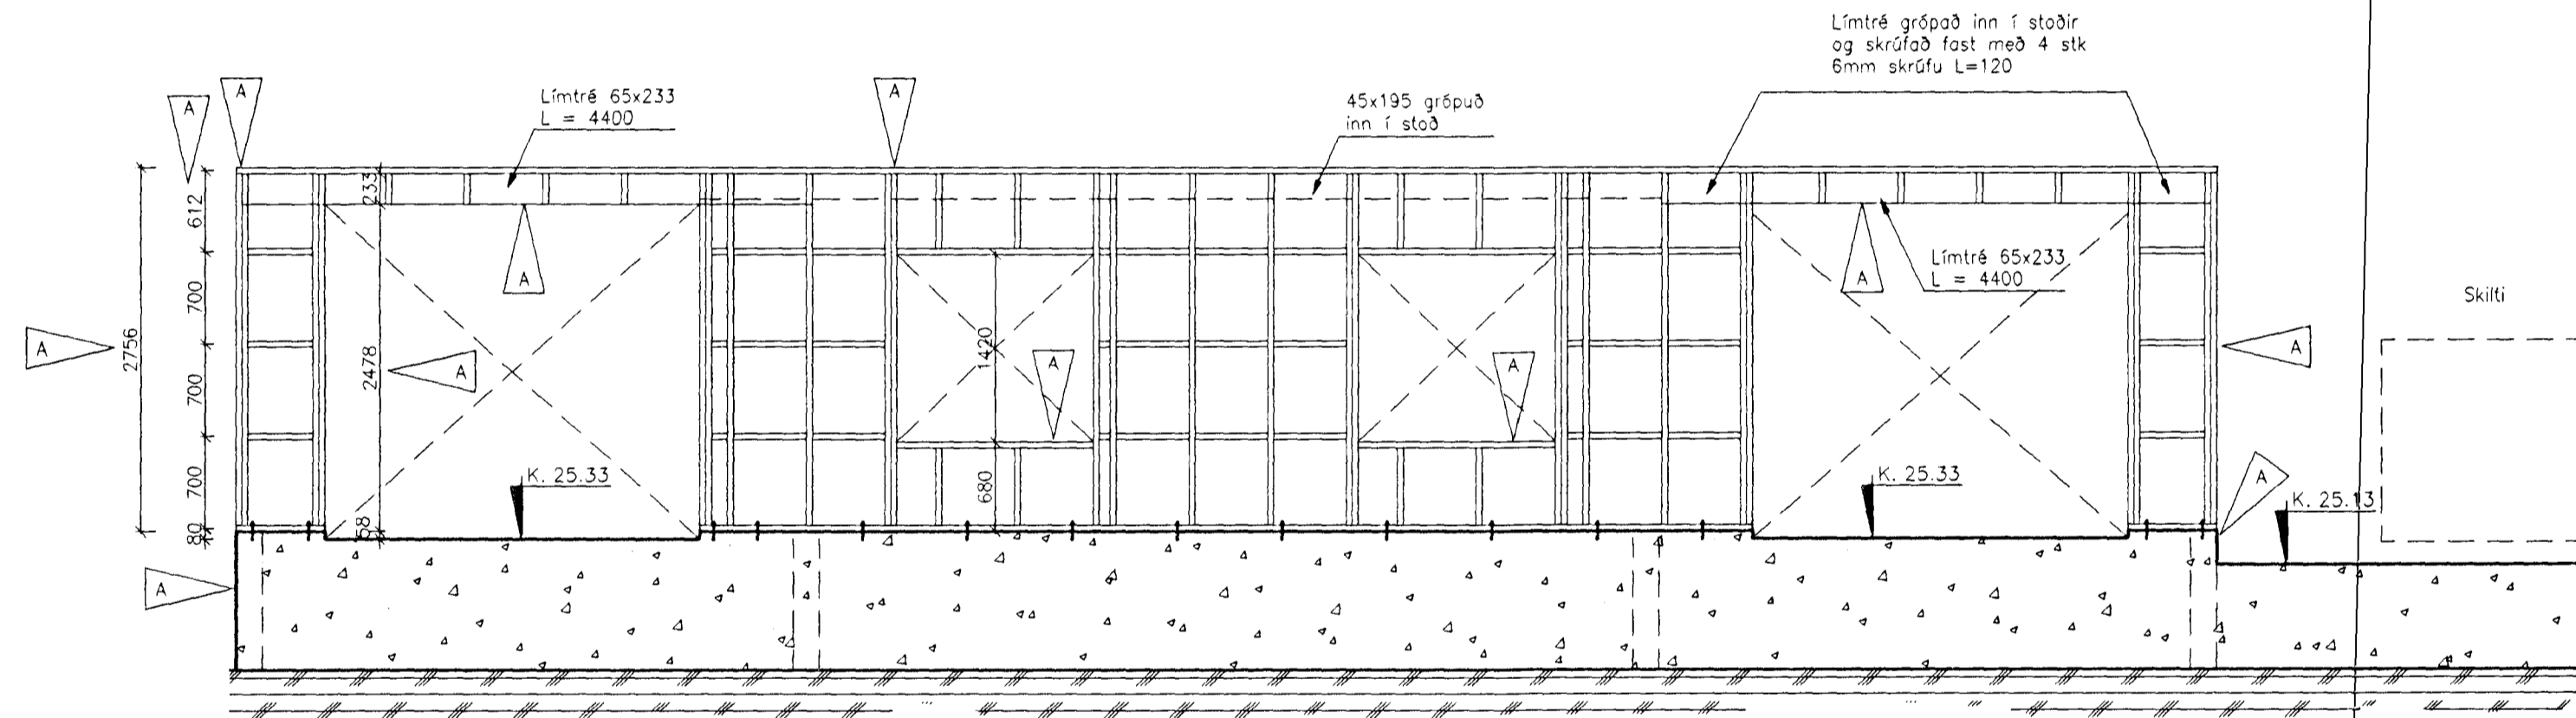 Límtré grópað inn í stoðir
og skrúfað fast með 4 stk
6mm skrúfu L=120
A
A
Límtré 65x233
L = 4400
A
45x195 grópuð
inn í stoð
233
612
A
Límtré 65x233
L = 4400
A
Skilti
700
A
2756
2478
A
1420
A
A
A
700
K. 25.33
680
K. 25.33
A
K. 25.13
700
80
68
A